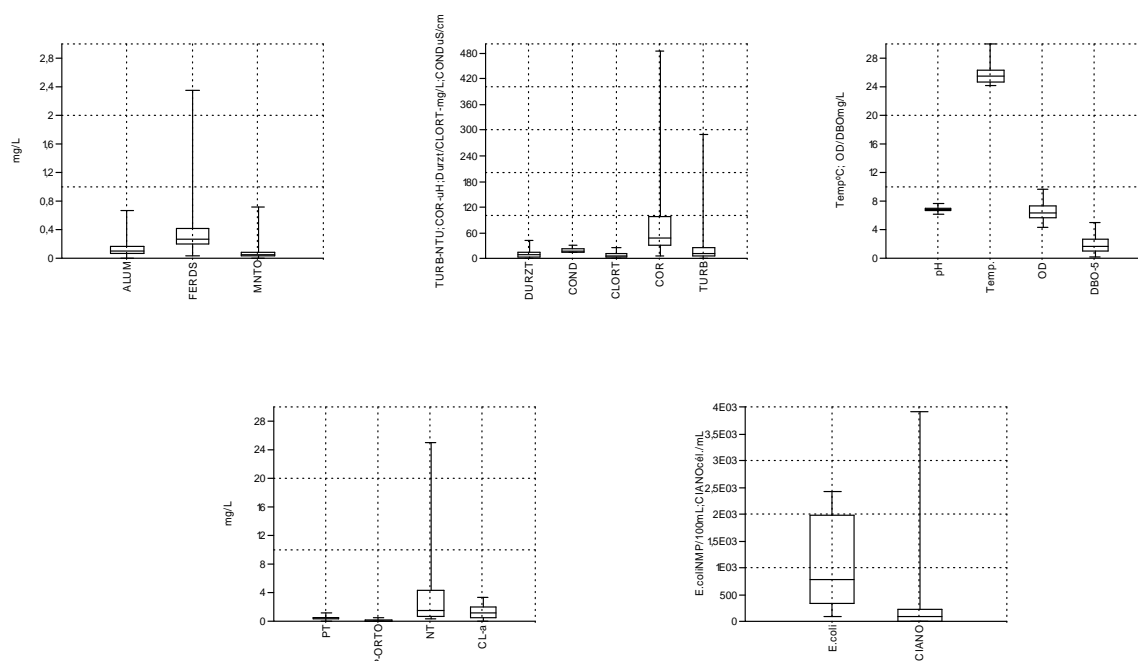 mg/L
2,8
2,4
2
1,6
1,2
0,8
0,4
0
ALUM
FERDS
MNTO
TURB-NTU;COR-uH;Durzt/CLORT-mg/L;CONDuS/cm
480
420
360
300
240
180
120
60
0
DURZT
COND
CLORT
COR
TURB
TempºC; OD/DBOmg/L
28
24
20
16
12
8
4
0
pH
Temp.
OD
DBO-5
mg/L
28
24
20
16
12
8
4
0
PT
P-ORTO
NT
CL-a
E.coliNMP/100mL;CIANOcél./mL
4E03
3,5E03
3E03
2,5E03
2E03
1,5E03
1E03
500
0
E.coli
CIANO